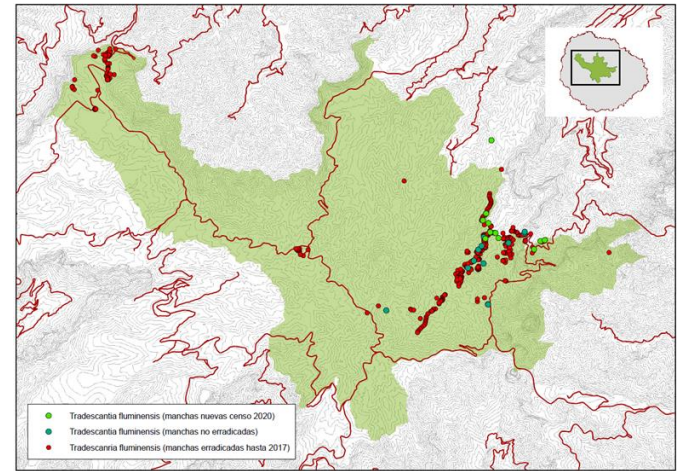 Tradescantia fluminensis (manchas nuevas censo 2020)
Tradescantia fluminensis (manchas no erradicadas)
Tradescanria fluminensis (manchas erradicadas hasta 2017)